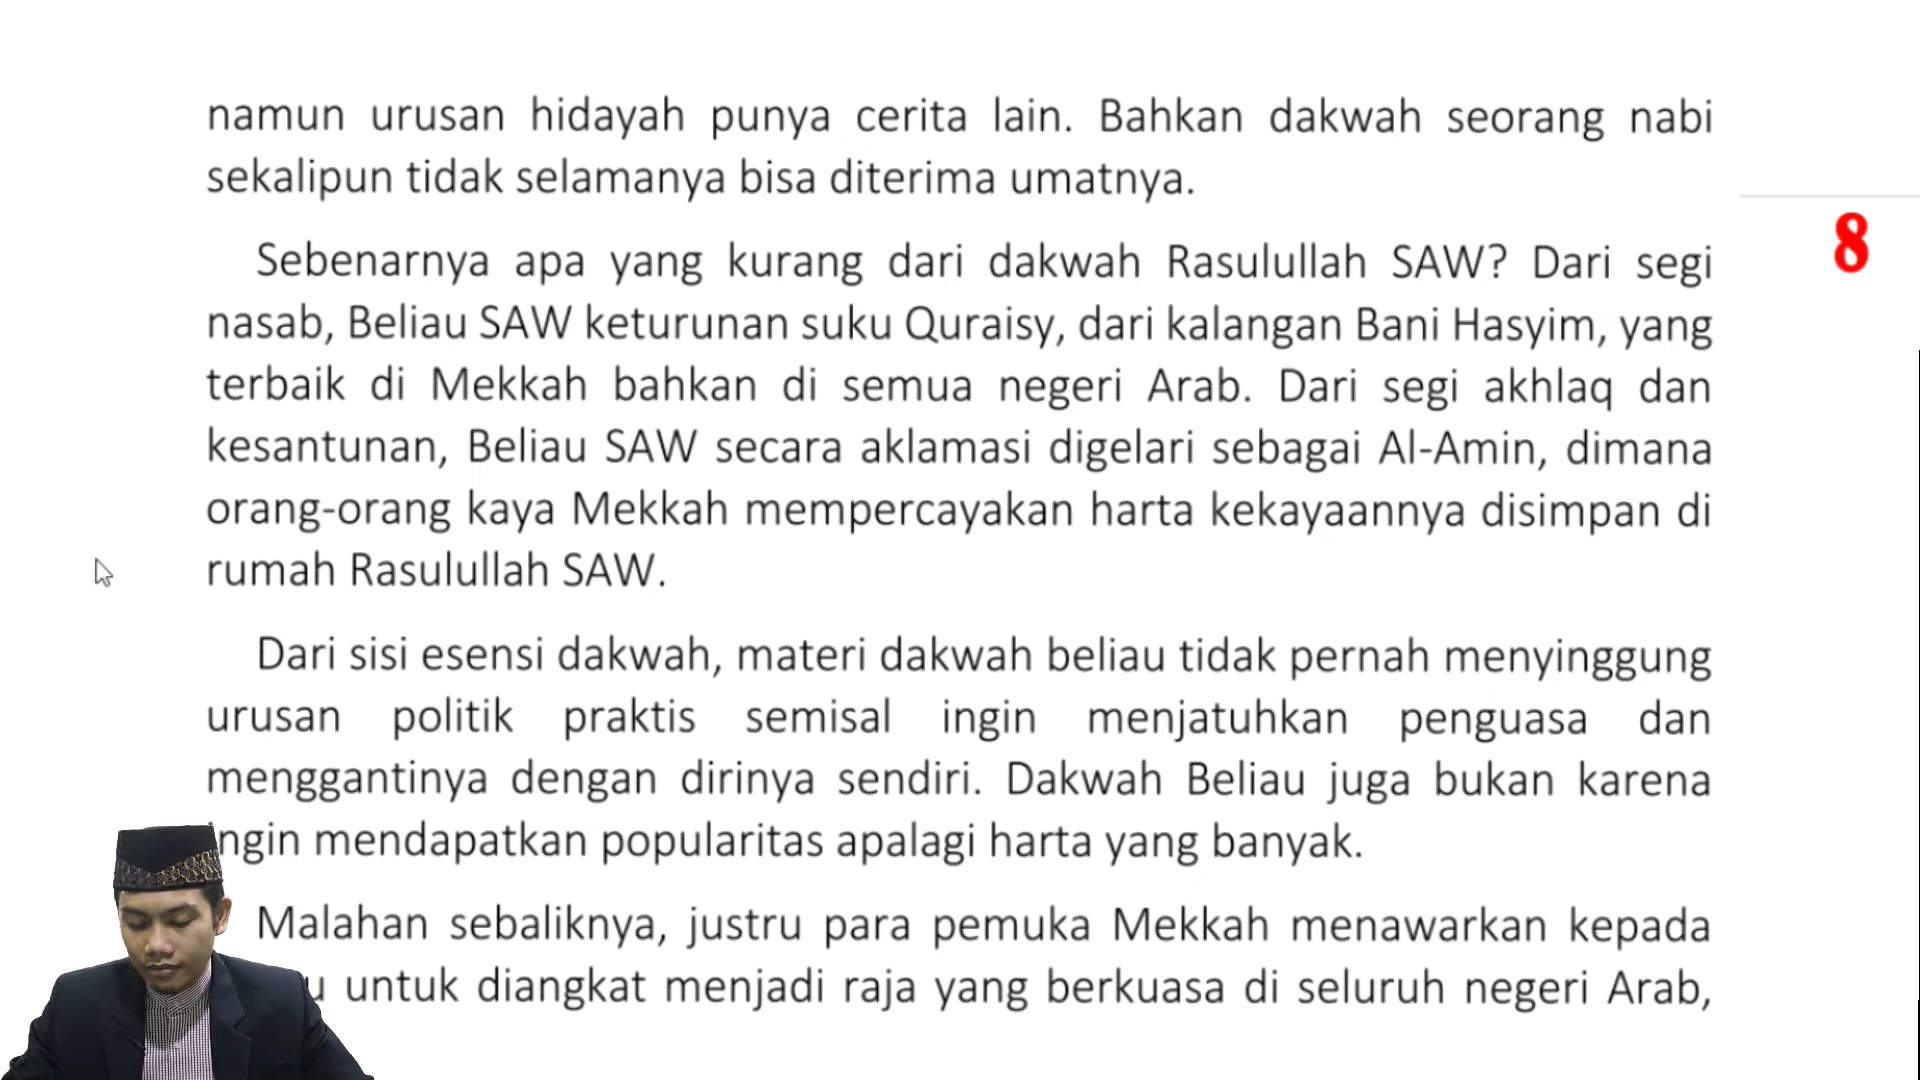 namun urusan hidayah punya cerita lain. Bahkan dakwah seorang nabi
sekalipun tidak selamanya bisa diterima umatnya.
8
Sebenarnya apa yang kurang dari dakwah Rasulullah SAW? Dari segi
nasab, Beliau SAW keturunan suku Quraisy, dari kalangan Bani Hasyim, yang
terbaik di Mekkah bahkan di semua negeri Arab. Dari segi akhlaq dan
kesantunan, Beliau SAW secara aklamasi digelari sebagai Al-Amin, dimana
orang-orang kaya Mekkah mempercayakan harta kekayaannya disimpan di
rumah Rasulullah SAW.
Dari sisi esensi dakwah, materi dakwah beliau tidak pernah menyinggung
urusan politik praktis semisal ingin menjatuhkan penguasa dan
menggantinya dengan dirinya sendiri. Dakwah Beliau juga bukan karena
ingin mendapatkan popularitas apalagi harta yang banyak.
Malahan sebaliknya, justru para pemuka Mekkah menawarkan kepada
untuk diangkat menjadi raja yang berkuasa di seluruh negeri Arab,